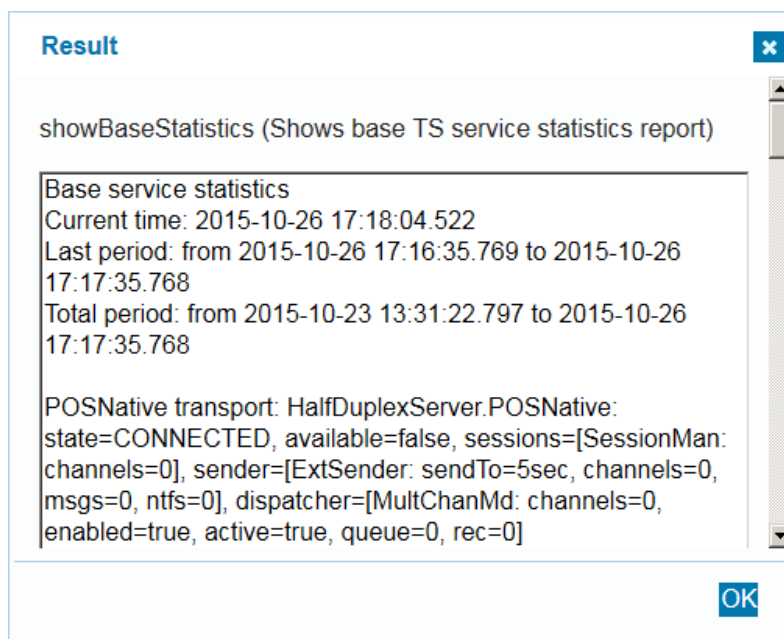 Result
showBaseStatistics (Shows base TS service statistics report)
Base service statistics
Current time: 2015-10-26 17:18:04.522
Last period: from 2015-10-26 17:16:35.769 to 2015-10-26
17:17:35.768
Total period: from 2015-10-23 13:31:22.797 to 2015-10-26
17:17:35.768
POSNative transport: HalfDuplexServer.POSNative:
state=CONNECTED, available=false, sessions=[SessionMan:
channels=0], sender=[ExtSender: sendTo=5sec, channels=0,
msgs=0, ntfs=0], dispatcher=[MultChanMd: channels=0,
enabled=true, active=true, queue=0, rec=0]
OK